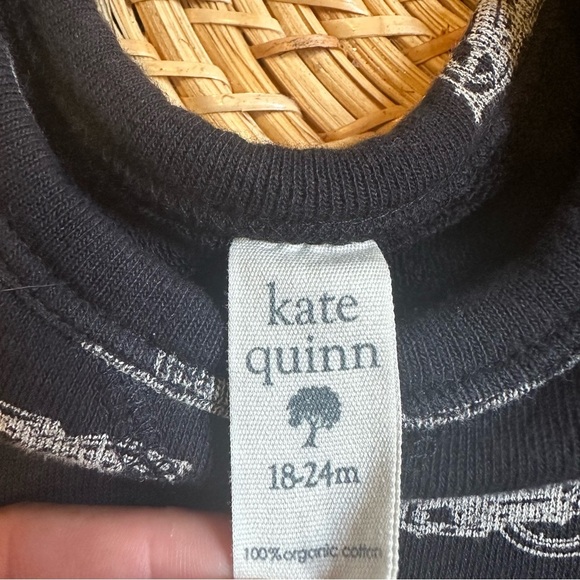 kate
quinn
18-24m
100% organic cotton